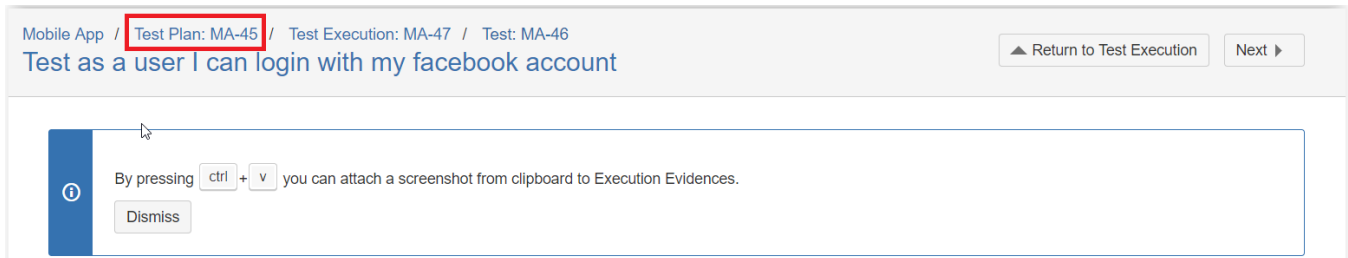 Mobile App / Test Plan: MA-45 / Test Execution: MA-47 / Test: MA-46
Test as a user I can login with my facebook account
Return to Test Execution
Next
By pressing ctrl + v you can attach a screenshot from clipboard to Execution Evidences.
Dismiss